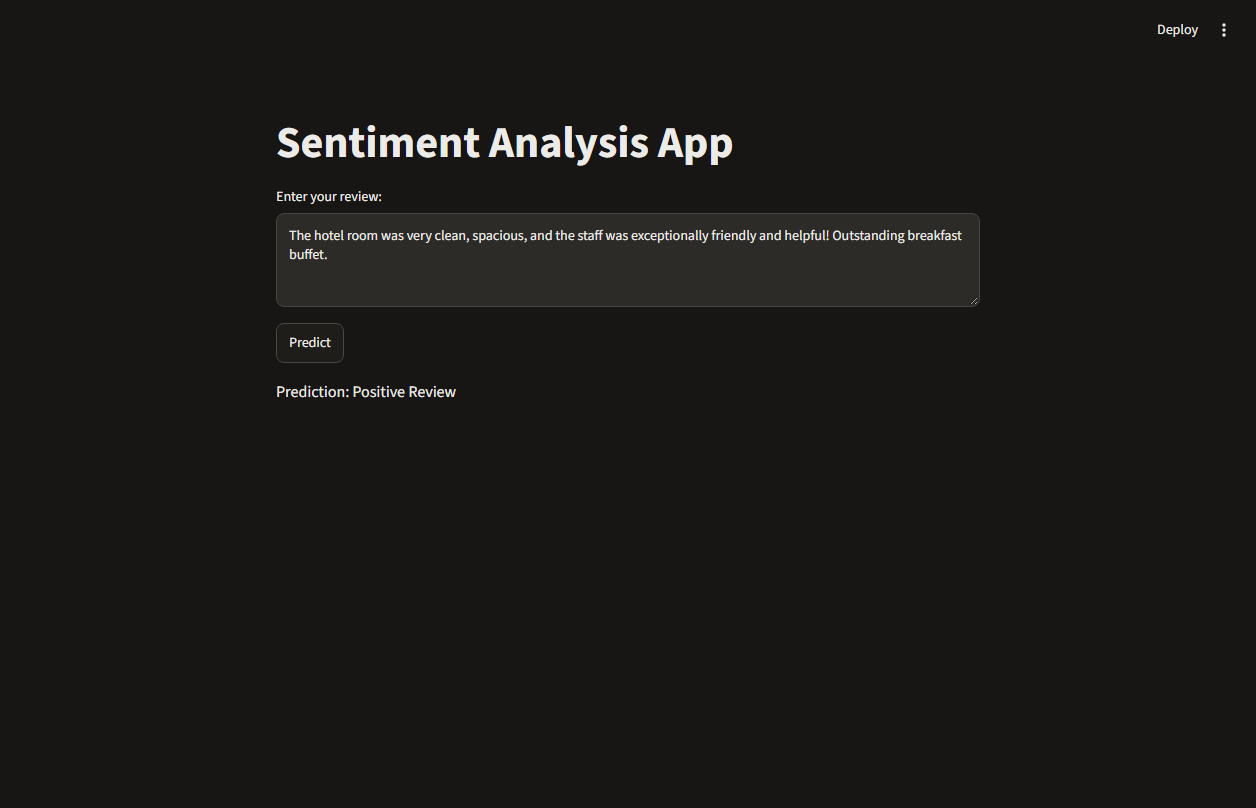 Deploy
Sentiment Analysis App
Enter your review:
The hotel room was very clean, spacious, and the staff was exceptionally friendly and helpful! Outstanding breakfast
buffet.
Predict
Prediction: Positive Review